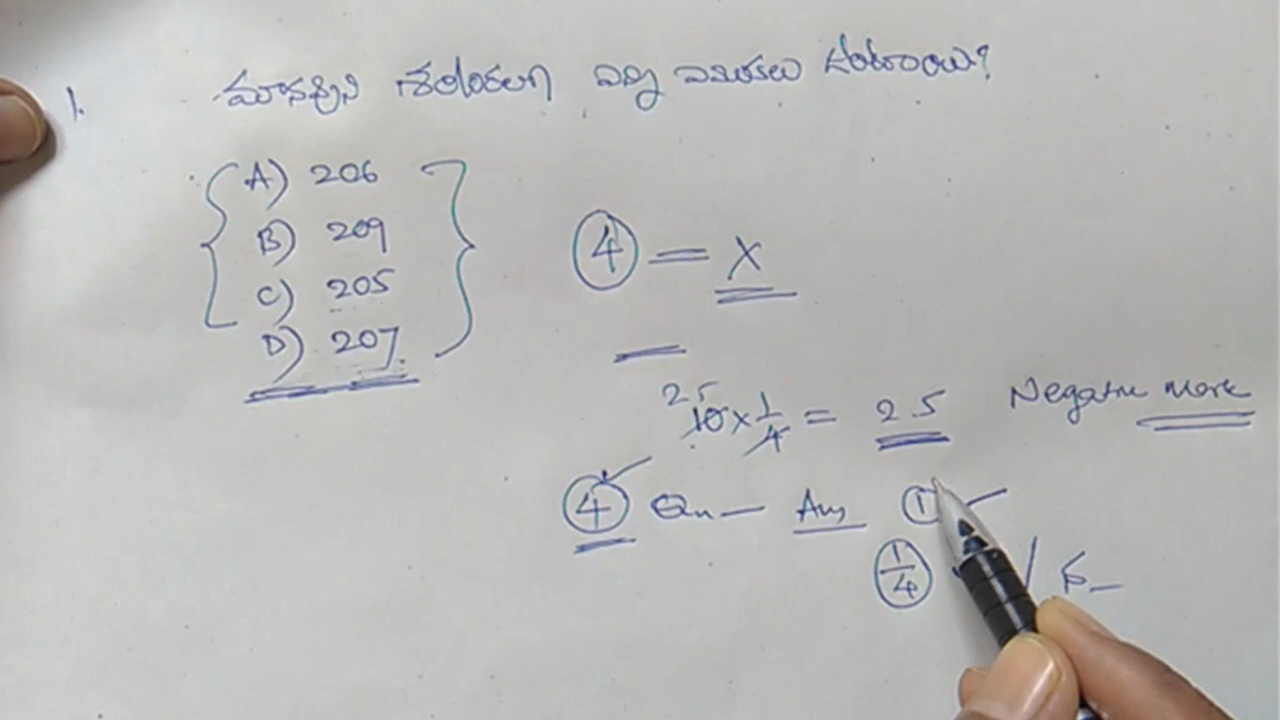 1. మానవుని శరీరంలో ఎన్ని ఎముకలు ఉంటాయి?
A) 206
B) 209
C) 205
D) 207
4 = X
25
10 x 1/4 = 2.5 Negative Mark
4 Qn — Ans 1
1/4